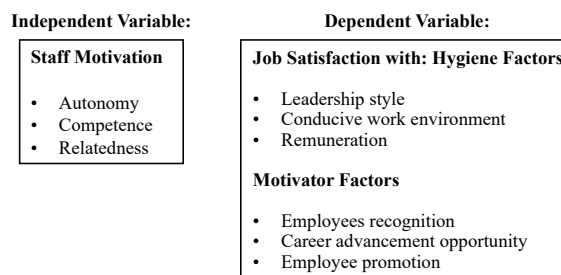 Independent Variable:
Staff Motivation
• Autonomy
• Competence
• Relatedness
Dependent Variable:
Job Satisfaction with: Hygiene Factors
• Leadership style
• Conducive work environment
• Remuneration
Motivator Factors
• Employees recognition
• Career advancement opportunity
• Employee promotion